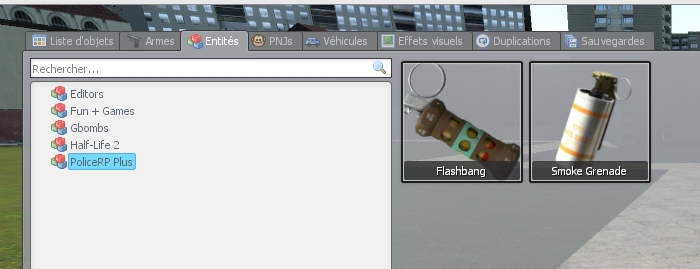 Liste d'objets Armes Entités PNJs Véhicules Effets visuels Duplications Sauvegardes
Rechercher...
Editors
Fun + Games
Gbombs
Half-Life 2
PoliceRP Plus
Flashbang Smoke Grenade